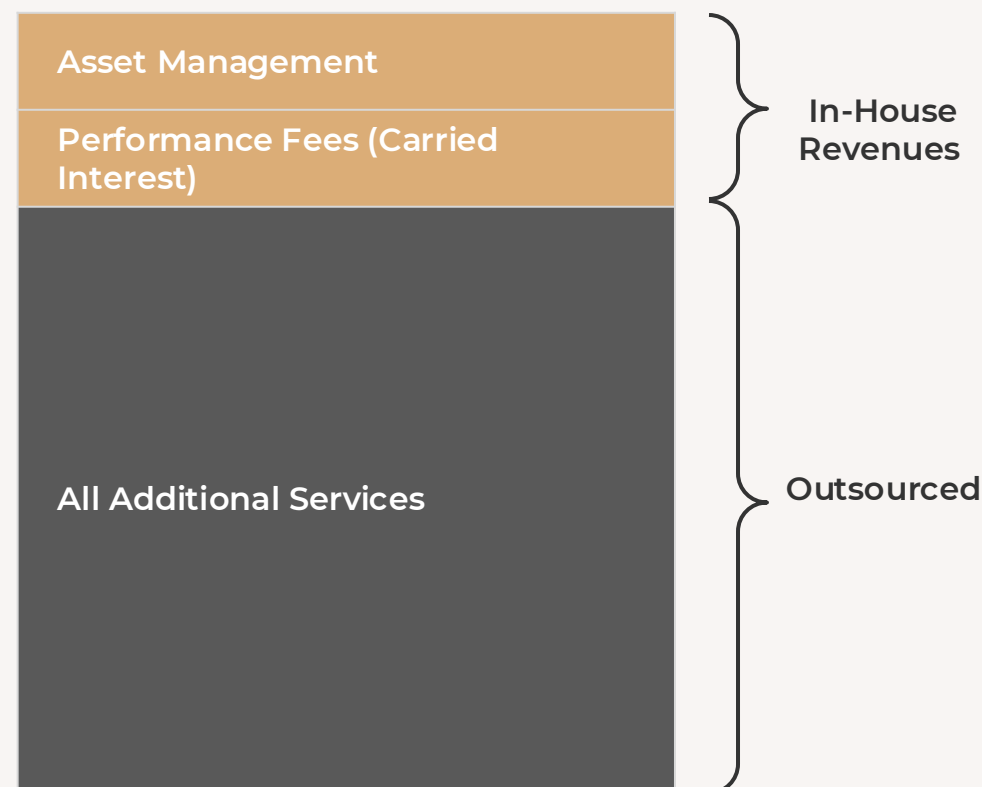 Asset Management
Performance Fees (Carried
Interest)
In-House
Revenues
All Additional Services
Outsourced